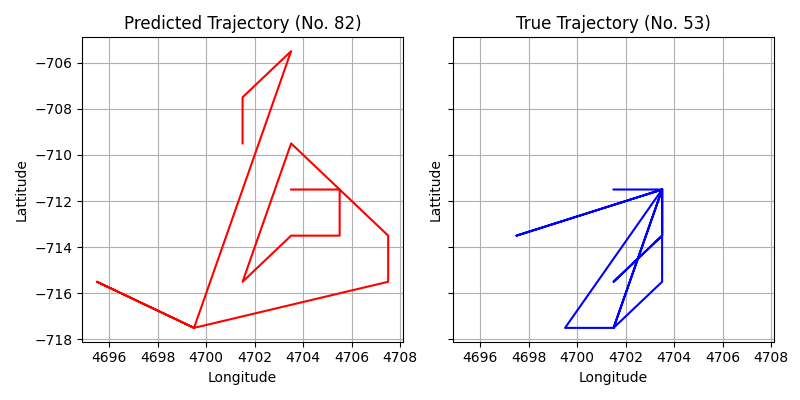 Predicted Trajectory (No. 82)
True Trajectory (No. 53)
Lattitude
−706
−708
−710
−712
−714
−716
−718
4696 4698 4700 4702 4704 4706 4708
Longitude
Lattitude
4696 4698 4700 4702 4704 4706 4708
Longitude